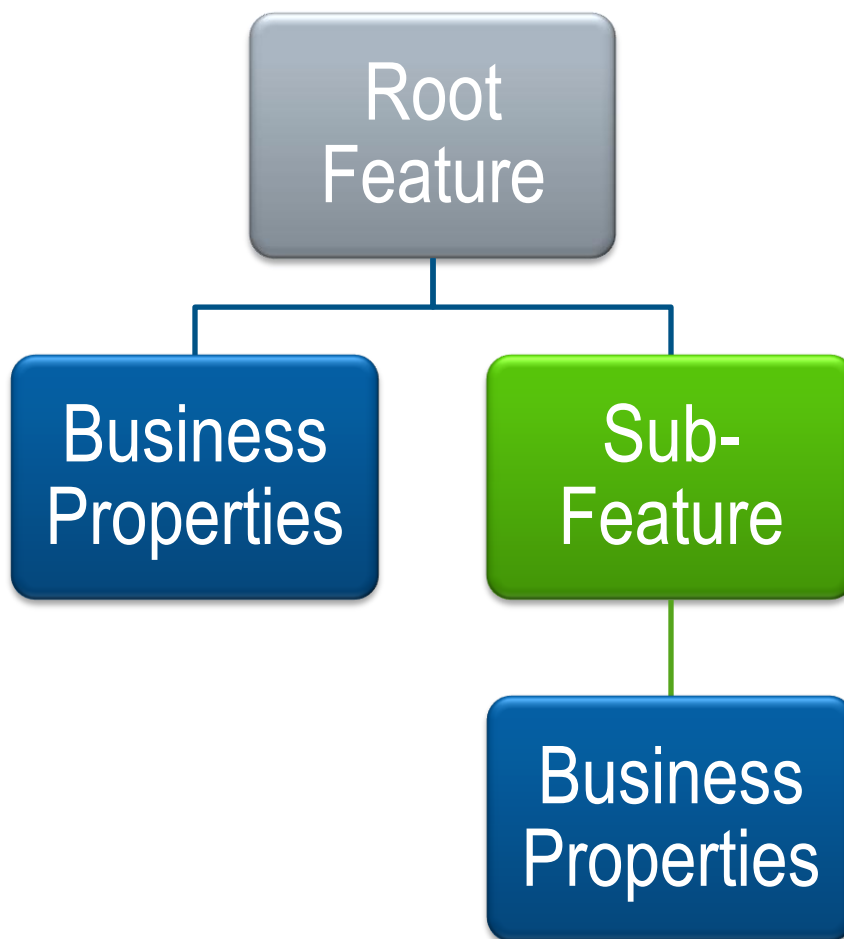 Root
Feature
Business
Properties
Sub-
Feature
Business
Properties